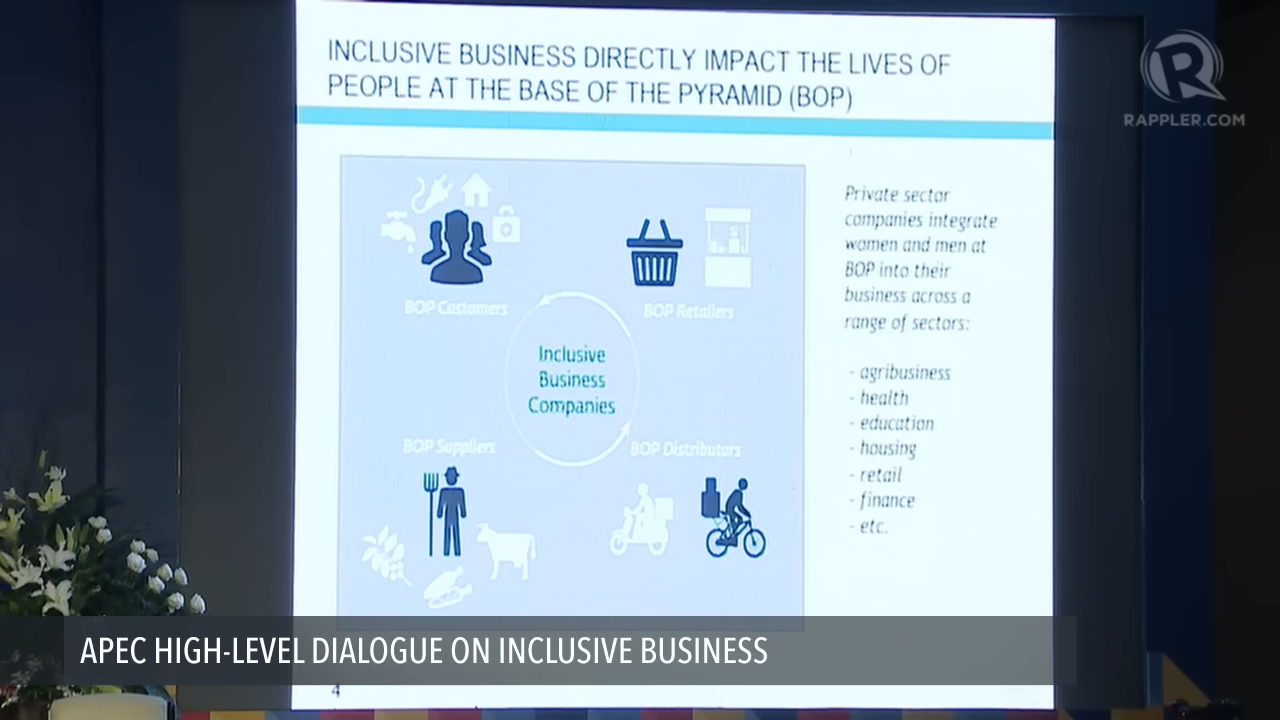 INCLUSIVE BUSINESS DIRECTLY IMPACT THE LIVES OF
PEOPLE AT THE BASE OF THE PYRAMID (BOP)
R
RAPPLER.COM
BOP Customers
BOP Retailers
Inclusive
Business
Companies
BOP Suppliers
BOP Distributors
Private sector
companies integrate
women and men at
BOP into their
business across a
range of sectors:
- agribusiness
- health
- education
- housing
- retail
- finance
- etc.
APEC HIGH-LEVEL DIALOGUE ON INCLUSIVE BUSINESS
4